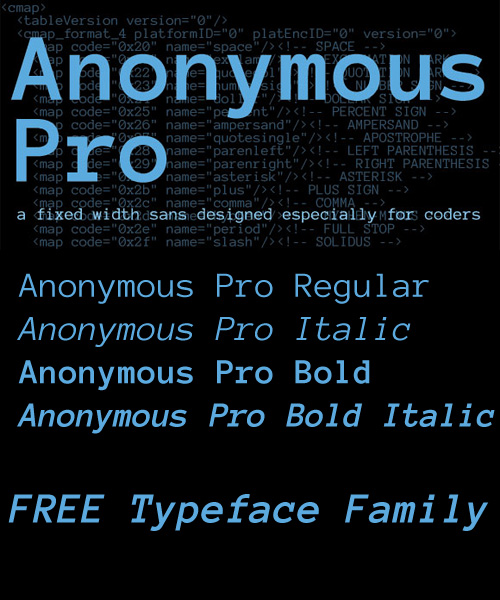 <cmap>
<tableVersion version="0"/>
<cmap_format_4 platformID="0" platEncID="0" version="0">
<map code="0x20" name="space"/><!-- SPACE -->
Anonymous
<map code="0x25" name="percent"/><!-- PERCENT SIGN -->
<map code="0x26" name="ampersand"/><!-- AMPERSAND -->
Pro
<map code="0x27" name="quotesingle"/><!-- APOSTROPHE -->
<map code="0x28" name="parenleft"/><!-- LEFT PARENTHESIS -->
<map code="0x29" name="parenright"/><!-- RIGHT PARENTHESIS
<map code="0x2a" name="asterisk"/><!-- ASTERISK -->
<map code="0x2b" name="plus"/><!-- PLUS SIGN -->
<map code="0x2c" name="comma"/><!-- COMMA -->
a fixed width sans designed especially for coders
<map code="0x2e" name="period"/><!-- FULL STOP -->
<map code="0x2f" name="slash"/><!-- SOLIDUS -->
Anonymous Pro Regular
Anonymous Pro Italic
Anonymous Pro Bold
Anonymous Pro Bold Italic
FREE Typeface Family